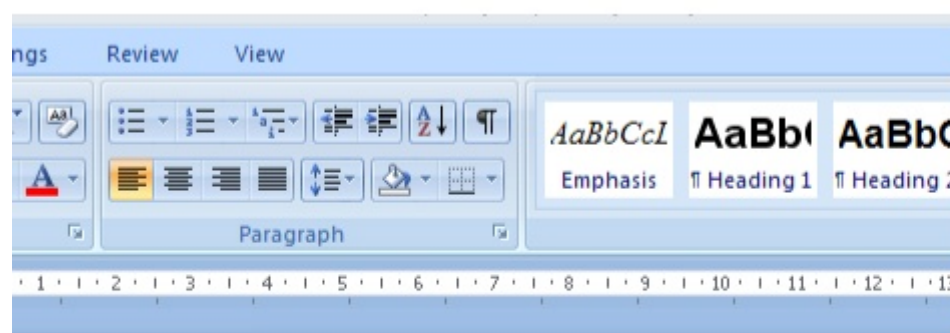 ngs Review View
AaBbCcI AaBb( AaBbC
Emphasis ¶ Heading 1 ¶ Heading 2
Paragraph
1 2 3 4 5 6 7 8 9 10 11 12 13